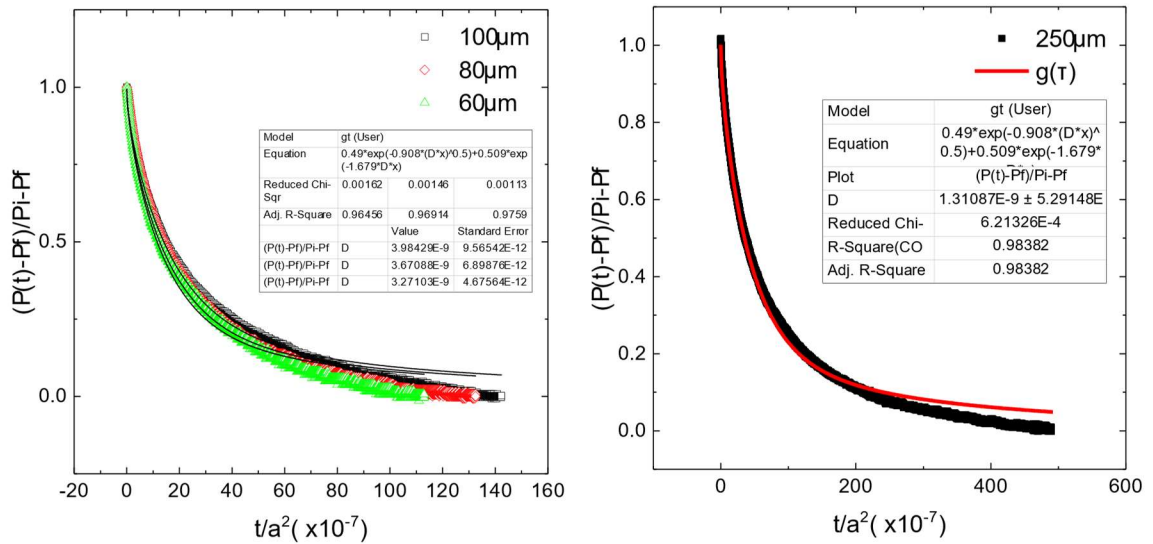 100µm
80µm
60µm
1.0
0.5
0.0
(P(t)-Pf)/Pi-Pf
Model gt (User)
Equation 0.49*exp(-0.908*(D*x)^0.5)+0.509*exp
(-1.679*D*x)
Reduced Chi-
Sqr 0.00162 0.00146 0.00113
Adj. R-Square 0.96456 0.96914 0.9759
Value Standard Error
(P(t)-Pf)/Pi-Pf D 3.98429E-9 9.56542E-12
(P(t)-Pf)/Pi-Pf D 3.67088E-9 6.89876E-12
(P(t)-Pf)/Pi-Pf D 3.27103E-9 4.67564E-12
-20 0 20 40 60 80 100 120 140 160
t/a²( x10⁻⁷)
250µm
g(τ)
1.0
0.8
0.6
0.4
0.2
0.0
(P(t)-Pf)/Pi-Pf
Model gt (User)
Equation 0.49*exp(-0.908*(D*x)^
0.5)+0.509*exp(-1.679*
Plot (P(t)-Pf)/Pi-Pf
D 1.31087E-9 ± 5.29148E
Reduced Chi- 6.21326E-4
R-Square(CO 0.98382
Adj. R-Square 0.98382
0 200 400 600
t/a²( x10⁻⁷)